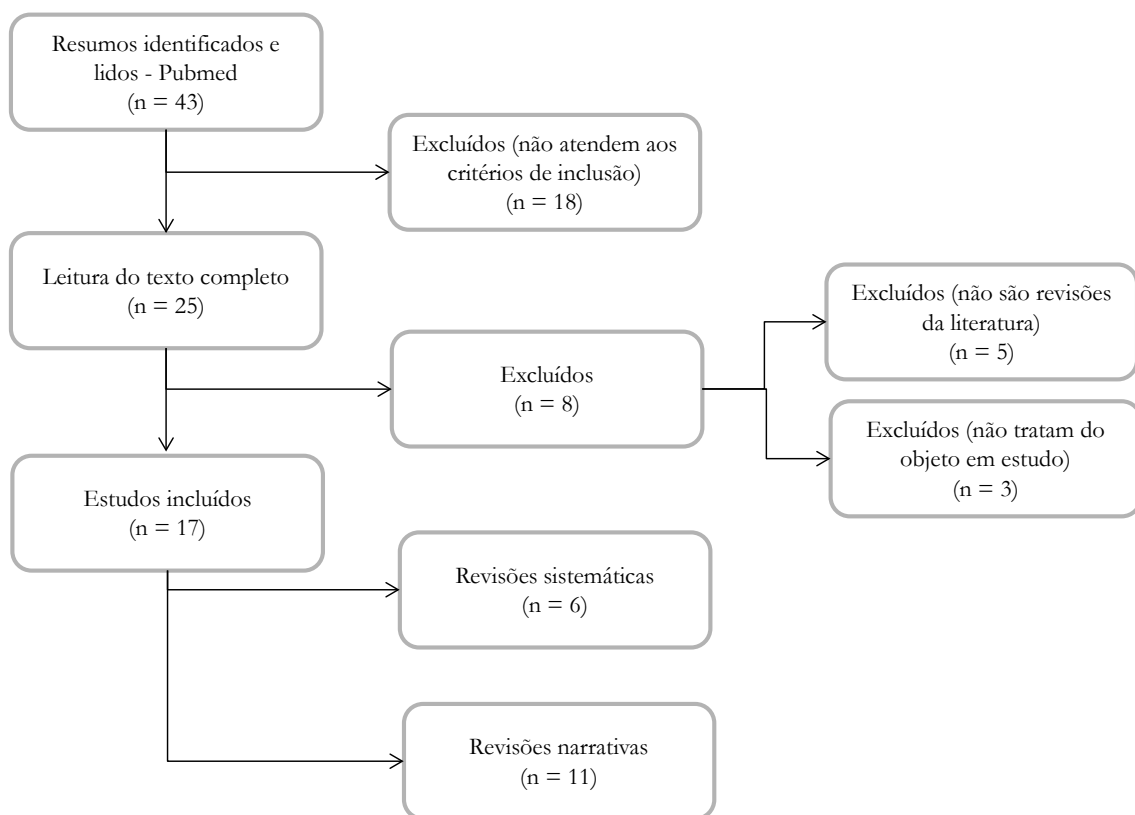 Resumos identificados e
lidos - Pubmed
(n = 43)
Excluídos (não atendem aos
critérios de inclusão)
(n = 18)
Leitura do texto completo
(n = 25)
Excluídos (não são revisões
da literatura)
(n = 5)
Excluídos
(n = 8)
Excluídos (não tratam do
objeto em estudo)
(n = 3)
Estudos incluídos
(n = 17)
Revisões sistemáticas
(n = 6)
Revisões narrativas
(n = 11)